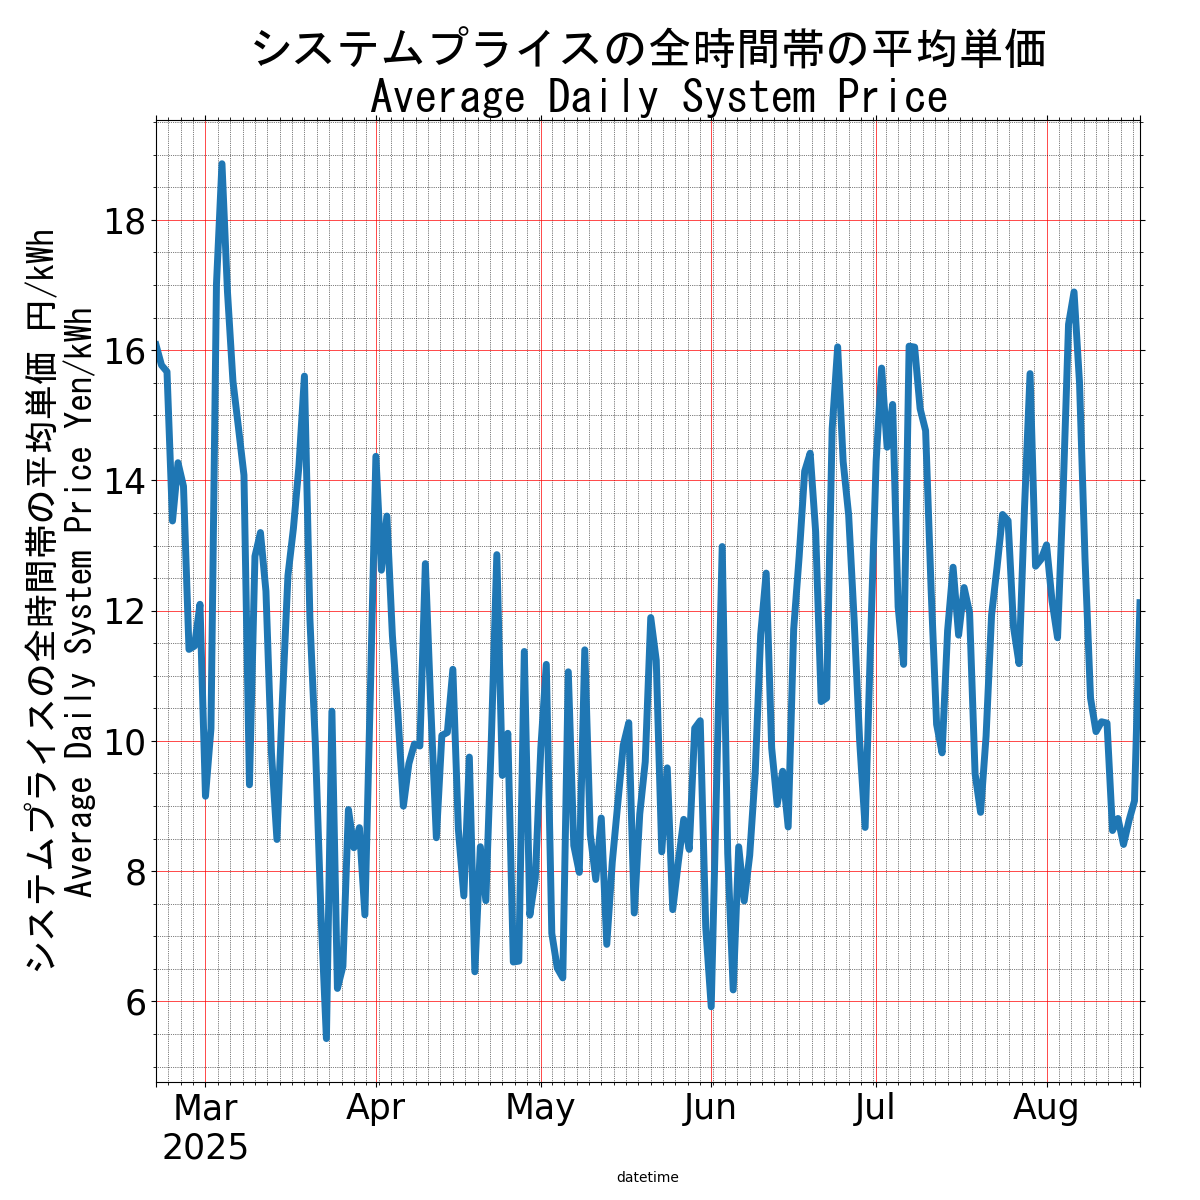 システムプライスの全時間帯の平均単価
Average Daily System Price
システムプライスの全時間帯の平均単価 円/kWh
Average Daily System Price Yen/kWh
18
16
14
12
10
8
6
Mar
2025
Apr
May
Jun
Jul
Aug
datetime